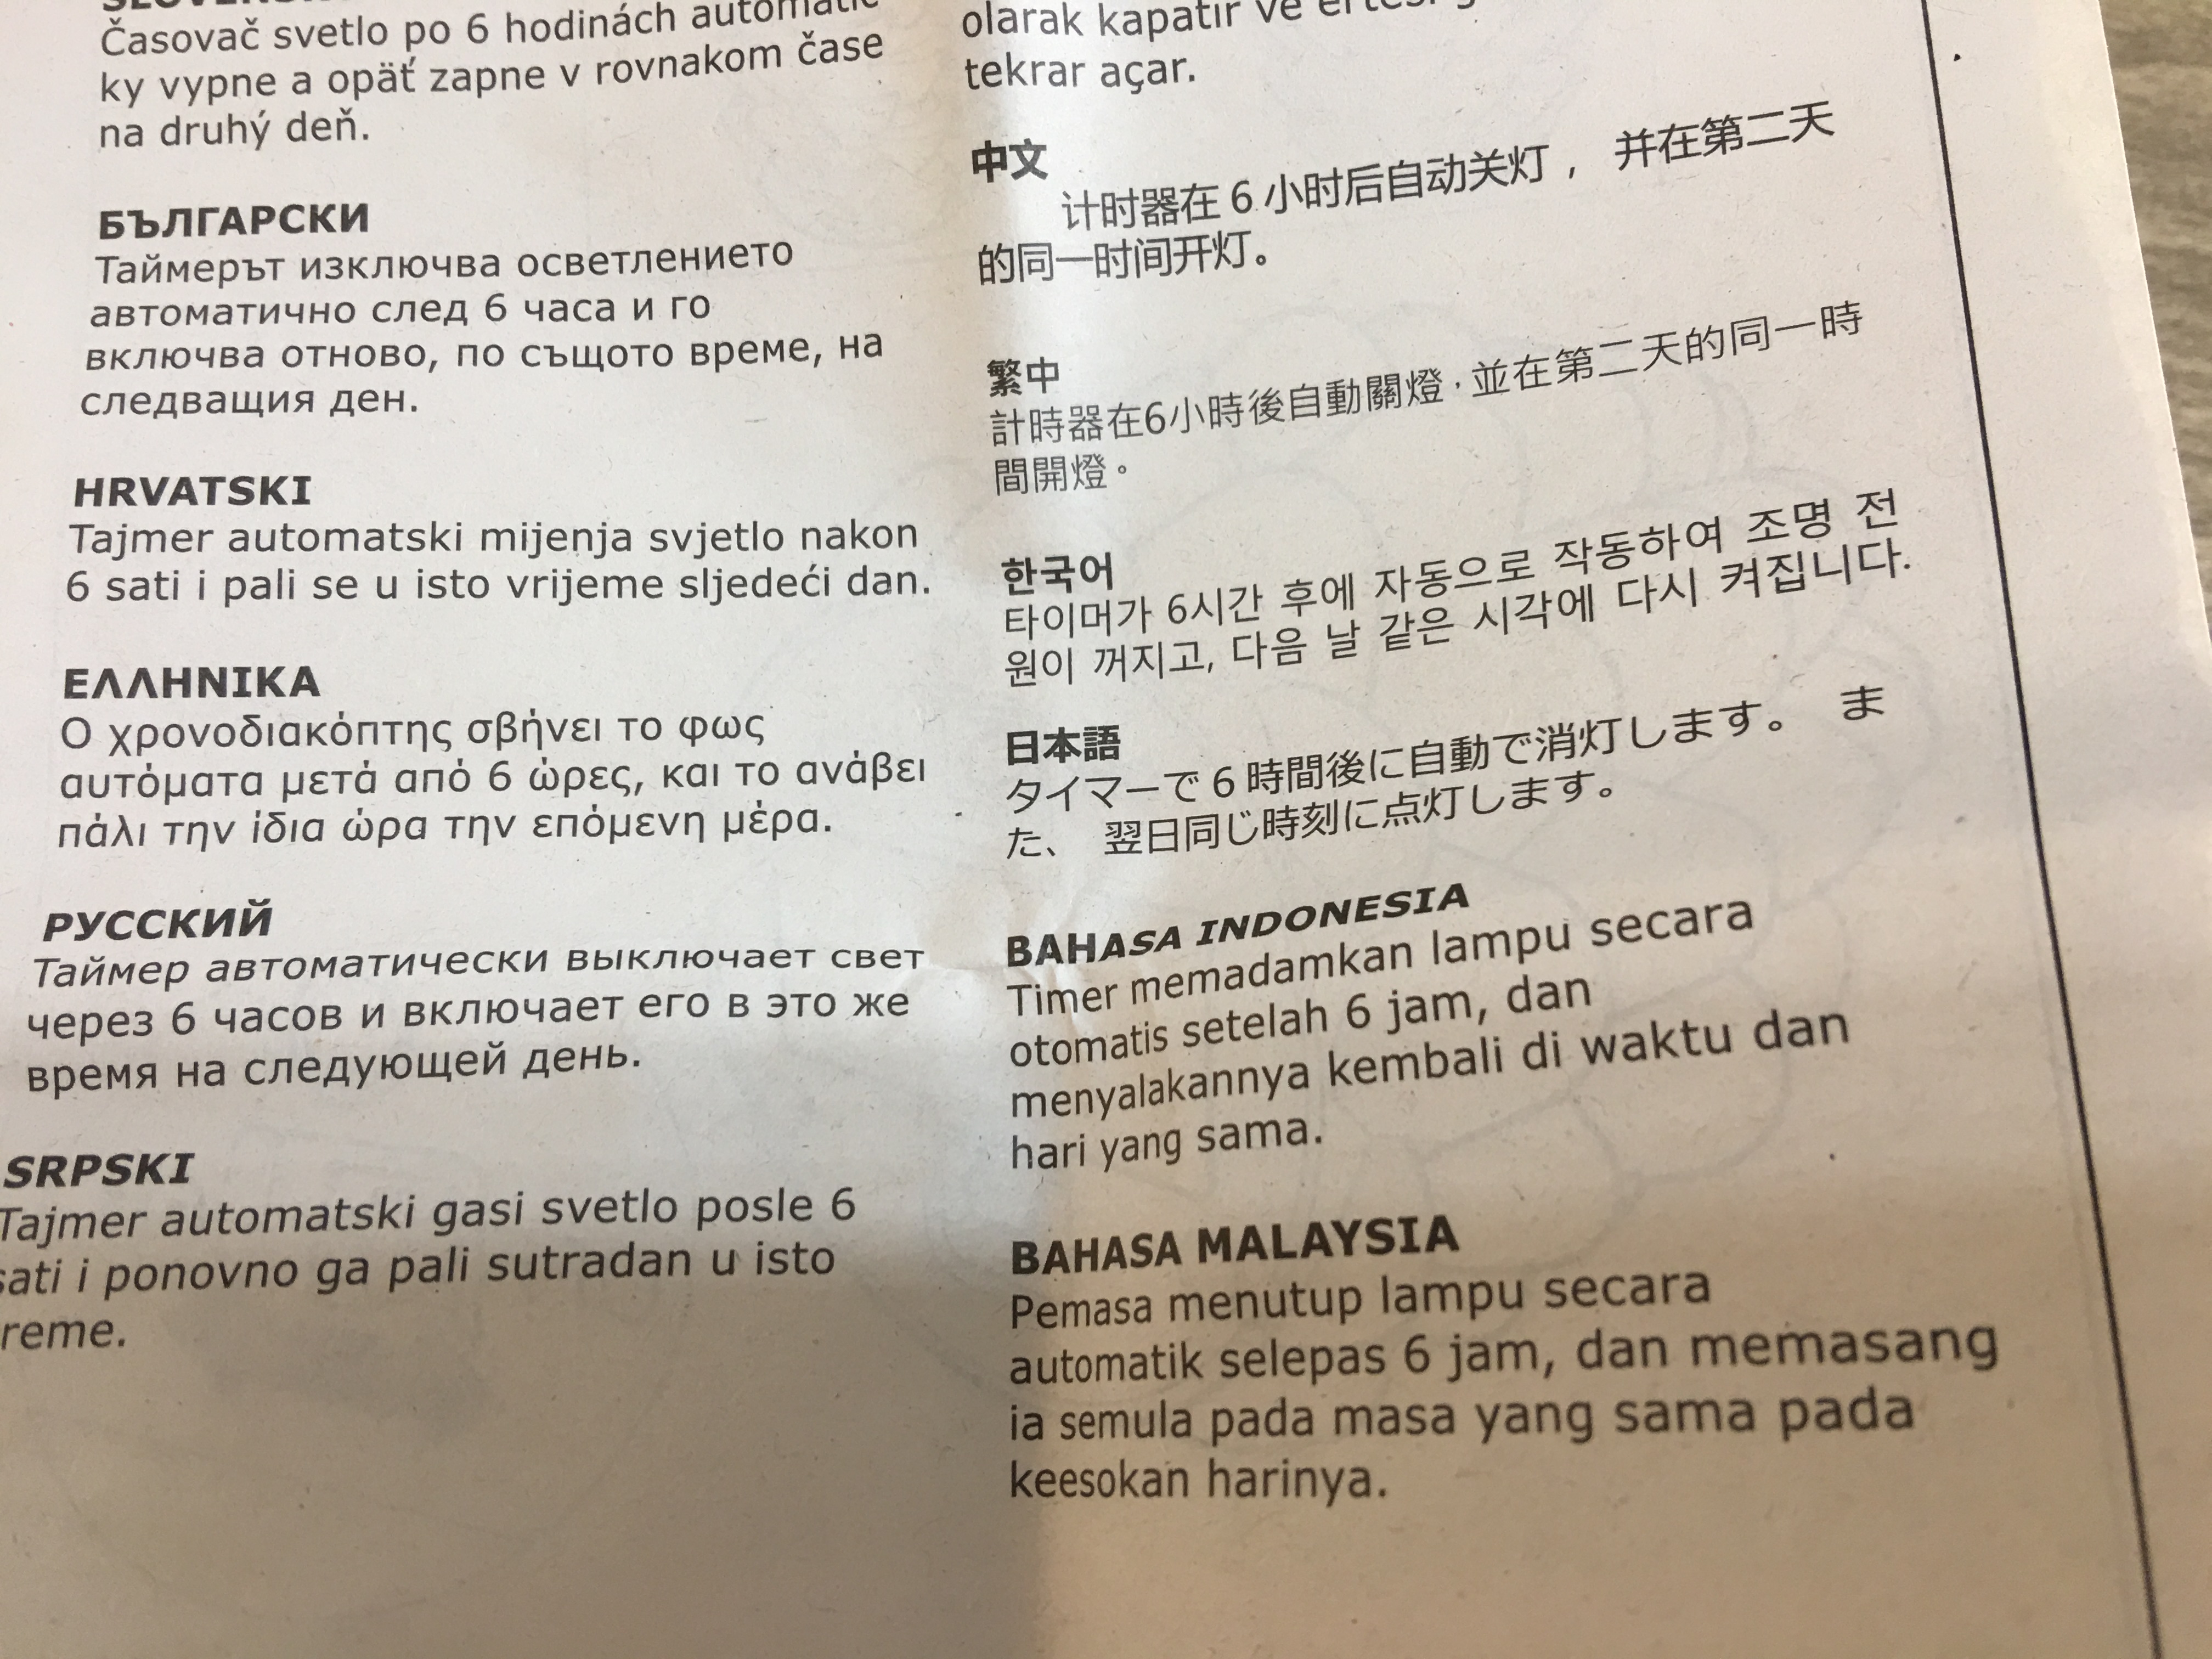 Časovač svetlo po 6 hodinách automatic
ky vypne a opäť zapne v rovnakom čase
na druhý deň.
БЪЛГАРСКИ
Таймерът изключва осветлението
автоматично след 6 часа и го
включва отново, по същото време, на
следващия ден.
HRVATSKI
Tajmer automatski mijenja svjetlo nakon
6 sati i pali se u isto vrijeme sljedeći dan.
ΕΛΛΗΝΙΚΑ
Ο χρονοδιακόπτης σβήνει το φως
αυτόματα μετά από 6 ώρες, και το ανάβει
πάλι την ίδια ώρα την επόμενη μέρα.
РУССКИЙ
Таймер автоматически выключает свет
через 6 часов и включает его в это же
время на следующей день.
SRPSKI
Tajmer automatski gasi svetlo posle 6
sati i ponovno ga pali sutradan u isto
reme.
olarak kapatır ve
tekrar açar.
中文
计时器在 6 小时后自动关灯， 并在第二天
的同一时间开灯。
繁中
計時器在6小時後自動關燈，並在第二天的同一時
間開燈。
한국어
타이머가 6시간 후에 자동으로 작동하여 조명 전
원이 꺼지고, 다음 날 같은 시각에 다시 켜집니다.
日本語
タイマーで 6 時間後に自動で消灯します。 ま
た、 翌日同じ時刻に点灯します。
BAHASA INDONESIA
Timer memadamkan lampu secara
otomatis setelah 6 jam, dan
menyalakannya kembali di waktu dan
hari yang sama.
BAHASA MALAYSIA
Pemasa menutup lampu secara
automatik selepas 6 jam, dan memasang
ia semula pada masa yang sama pada
keesokan harinya.